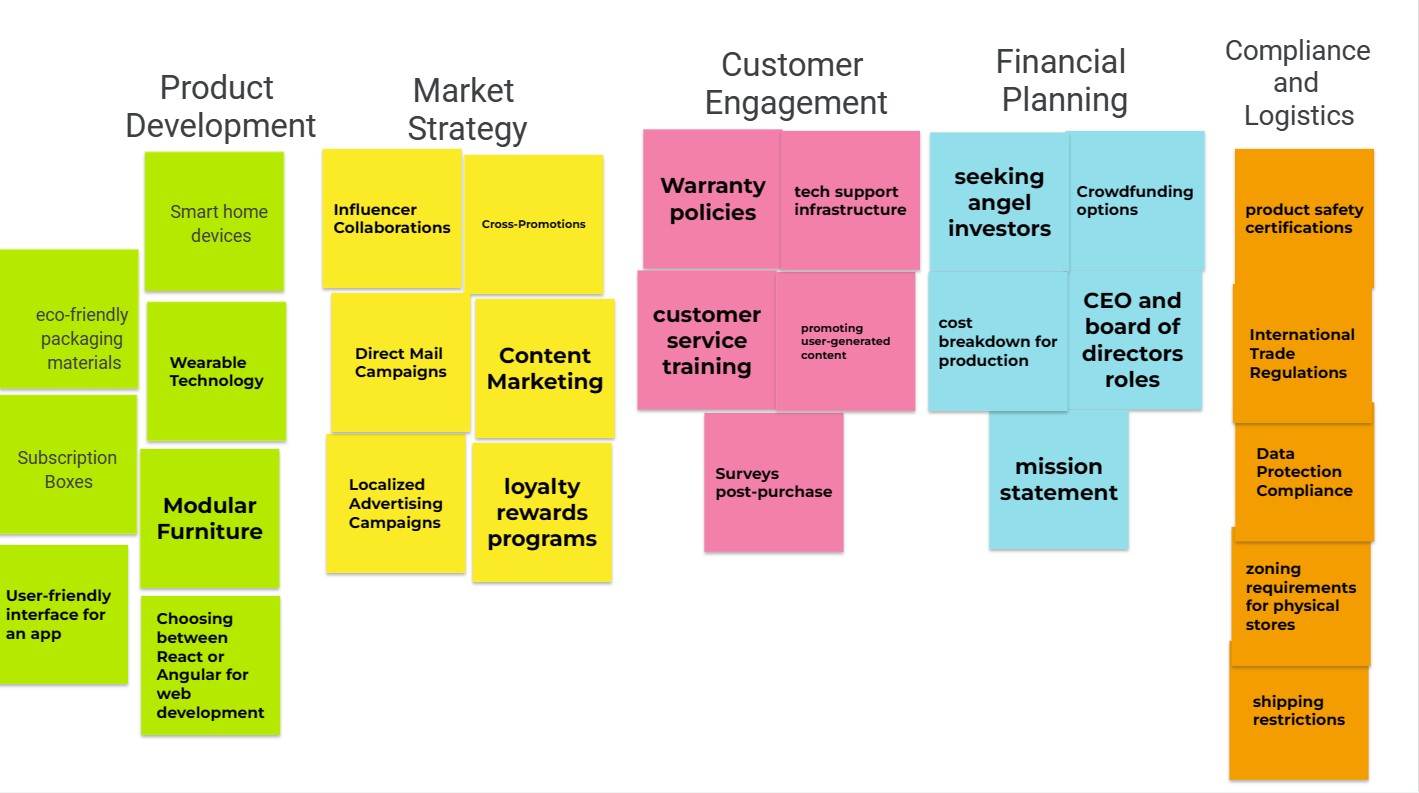 Product
Development
Smart home
devices
eco-friendly
packaging
materials
Wearable
Technology
Subscription
Boxes
Modular
Furniture
User-friendly
interface for
an app
Choosing
between
React or
Angular for
web
development
Market
Strategy
Influencer
Collaborations
Cross-Promotions
Direct Mail
Campaigns
Content
Marketing
Localized
Advertising
Campaigns
loyalty
rewards
programs
Customer
Engagement
Warranty
policies
tech support
infrastructure
customer
service
training
promoting
user-generated
content
Surveys
post-purchase
Financial
Planning
seeking
angel
investors
Crowdfunding
options
cost
breakdown for
production
CEO and
board of
directors
roles
mission
statement
Compliance
and
Logistics
product safety
certifications
International
Trade
Regulations
Data
Protection
Compliance
zoning
requirements
for physical
stores
shipping
restrictions